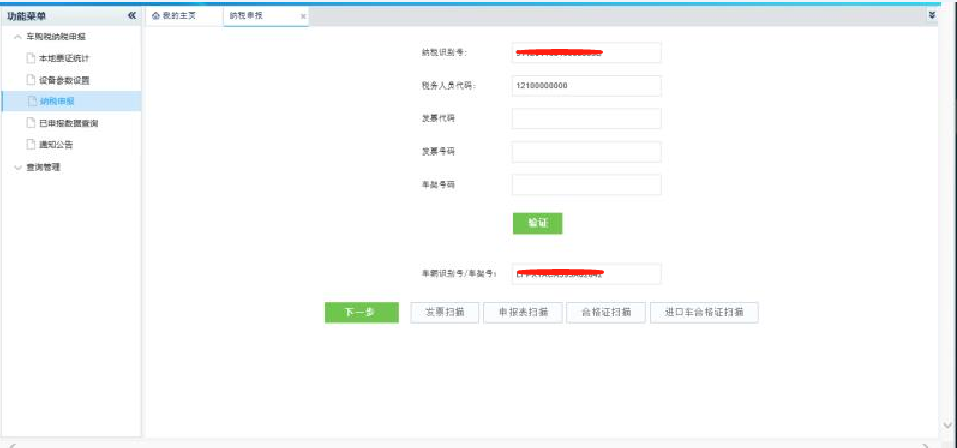 功能菜单
我的主页
纳税申报
车购税纳税申报
本地票证统计
设备参数设置
纳税申报
已申报数据查询
通知公告
查询管理
纳税识别号:
税务人员代码:
12100000000
发票代码
发票号码
车架号码
验证
车辆识别号/车架号:
下一步
发票扫描
申报表扫描
合格证扫描
进口车合格证扫描